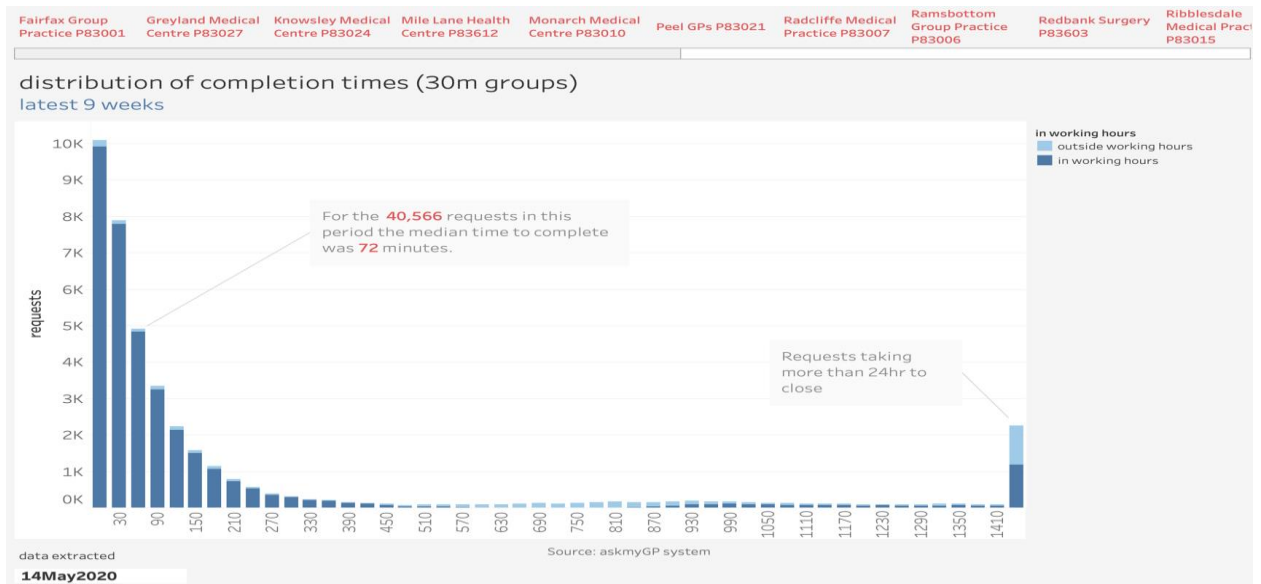 Fairfax Group
Practice P83001
Greyland Medical
Centre P83027
Knowsley Medical
Centre P83024
Mile Lane Health
Centre P83612
Monarch Medical
Centre P83010
Peel GPs P83021
Radcliffe Medical
Practice P83007
Ramsbottom
Group Practice
P83006
Redbank Surgery
P83603
Ribblesdale
Medical Pract
P83015
distribution of completion times (30m groups)
latest 9 weeks
in working hours
outside working hours
in working hours
10K
9K
8K
7K
6K
5K
4K
3K
2K
1K
0K
requests
For the 40,566 requests in this
period the median time to complete
was 72 minutes.
Requests taking
more than 24hr to
close
30
90
150
210
270
330
390
450
510
570
630
690
750
810
870
930
990
1050
1110
1170
1230
1290
1350
1410
Source: askmyGP system
data extracted
14May2020